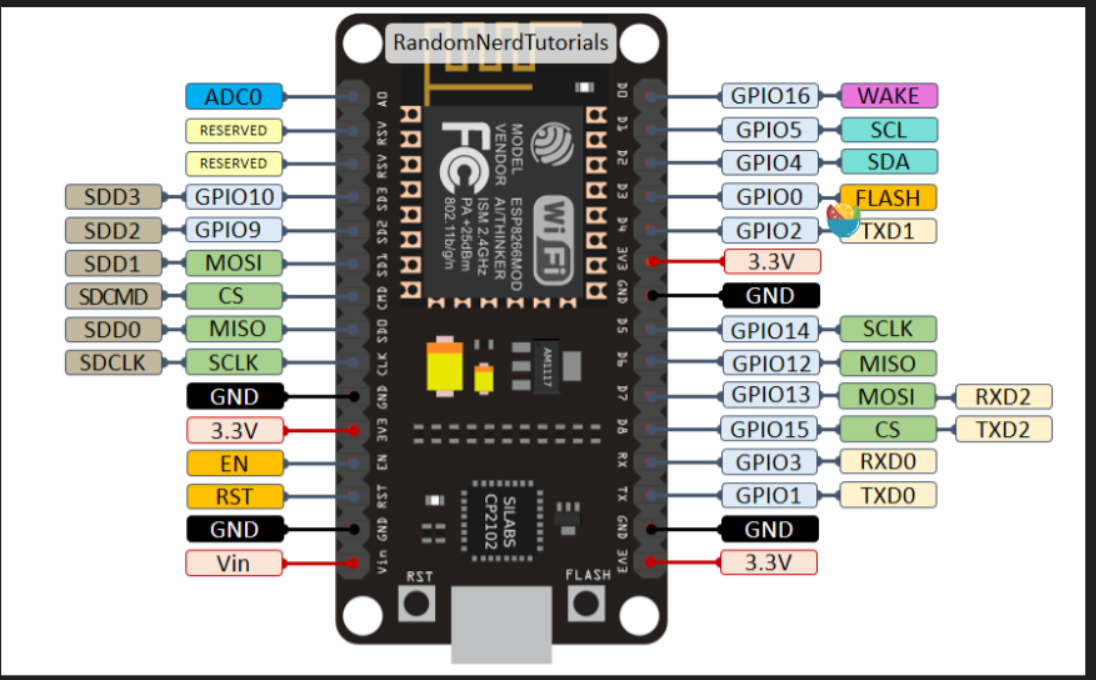 RandomNerdTutorials
ADC0
RESERVED
RESERVED
SDD3 GPIO10
SDD2 GPIO9
SDD1 MOSI
SDCMD CS
SDD0 MISO
SDCLK SCLK
GND
3.3V
EN
RST
GND
Vin
A0
RSV
RSV
SD3
SD2
SD1
CMD
SD0
CLK
GND
3V3
EN
RST
GND
Vin
FC
MODEL
VENDOR
ESP8266MOD
AI/THINKER
ISM 2.4GHz
PA +25dBm
802.11b/g/n
WiFi
AM1117
SILABS
CP2102
RST
FLASH
D0
D1
D2
D3
D4
3V3
GND
D5
D6
D7
D8
RX
TX
GND
3V3
GPIO16 WAKE
GPIO5 SCL
GPIO4 SDA
GPIO0 FLASH
GPIO2 TXD1
3.3V
GND
GPIO14 SCLK
GPIO12 MISO
GPIO13 MOSI RXD2
GPIO15 CS TXD2
GPIO3 RXD0
GPIO1 TXD0
GND
3.3V